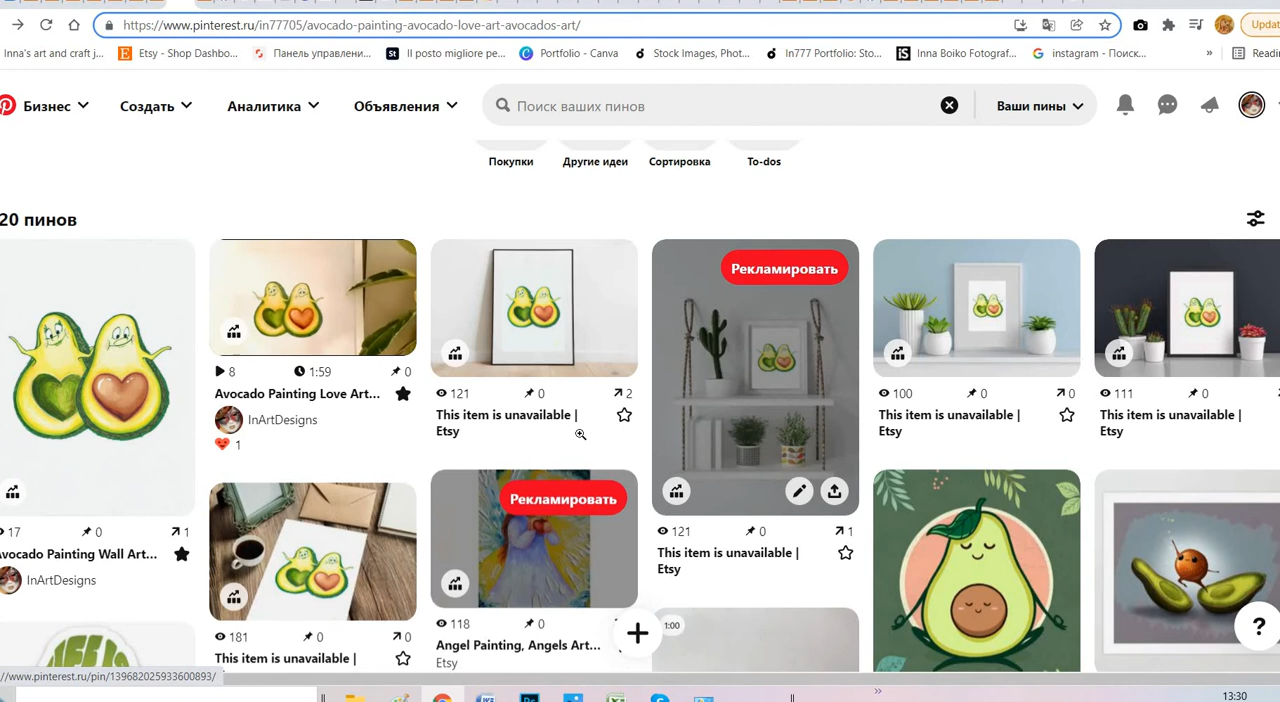 https://www.pinterest.ru/in77705/avocado-painting-avocado-love-art-avocados-art/
Updat
Inna's art and craft j...
Etsy - Shop Dashbo...
Панель управлени...
Il posto migliore pe...
Portfolio - Canva
Stock Images, Phot...
In777 Portfolio: Sto...
Inna Boiko Fotograf...
instagram - Поиск...
»
Readin
Бизнес
Создать
Аналитика
Объявления
Поиск ваших пинов
Ваши пины
Покупки
Другие идеи
Сортировка
To-dos
20 пинов
Рекламировать
8
1:59
0
Avocado Painting Love Art...
InArtDesigns
1
121
0
2
This item is unavailable |
Etsy
100
0
0
This item is unavailable |
Etsy
111
0
This item is unavailable |
Etsy
Рекламировать
17
0
1
Avocado Painting Wall Art...
InArtDesigns
121
0
1
This item is unavailable |
Etsy
181
0
0
This item is unavailable |
118
0
Angel Painting, Angels Art...
Etsy
1:00
?
//www.pinterest.ru/pin/139682025933600893/
»
13:30